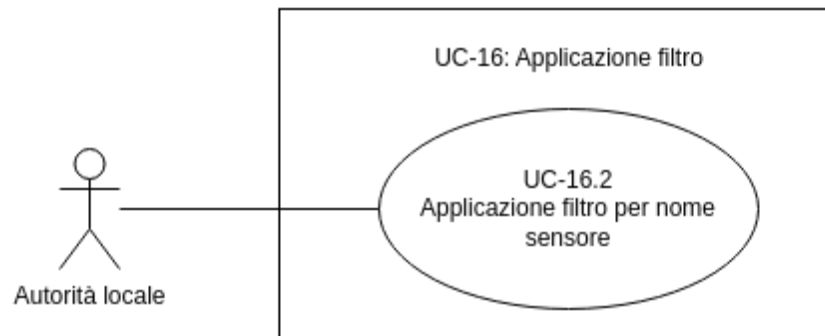 UC-16: Applicazione filtro
UC-16.2
Applicazione filtro per nome
sensore
Autorità locale